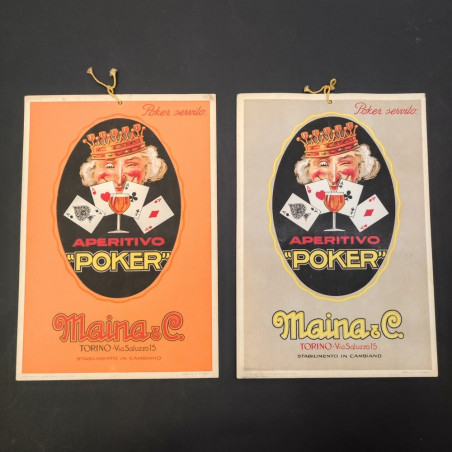 Poker servito
APERITIVO
"POKER"
Maina & C.
TORINO-Via Saluzzo 15
STABILIMENTO IN CAMBIANO
Poker servito
APERITIVO
"POKER"
Maina & C.
TORINO-Via Saluzzo 15
STABILIMENTO IN CAMBIANO